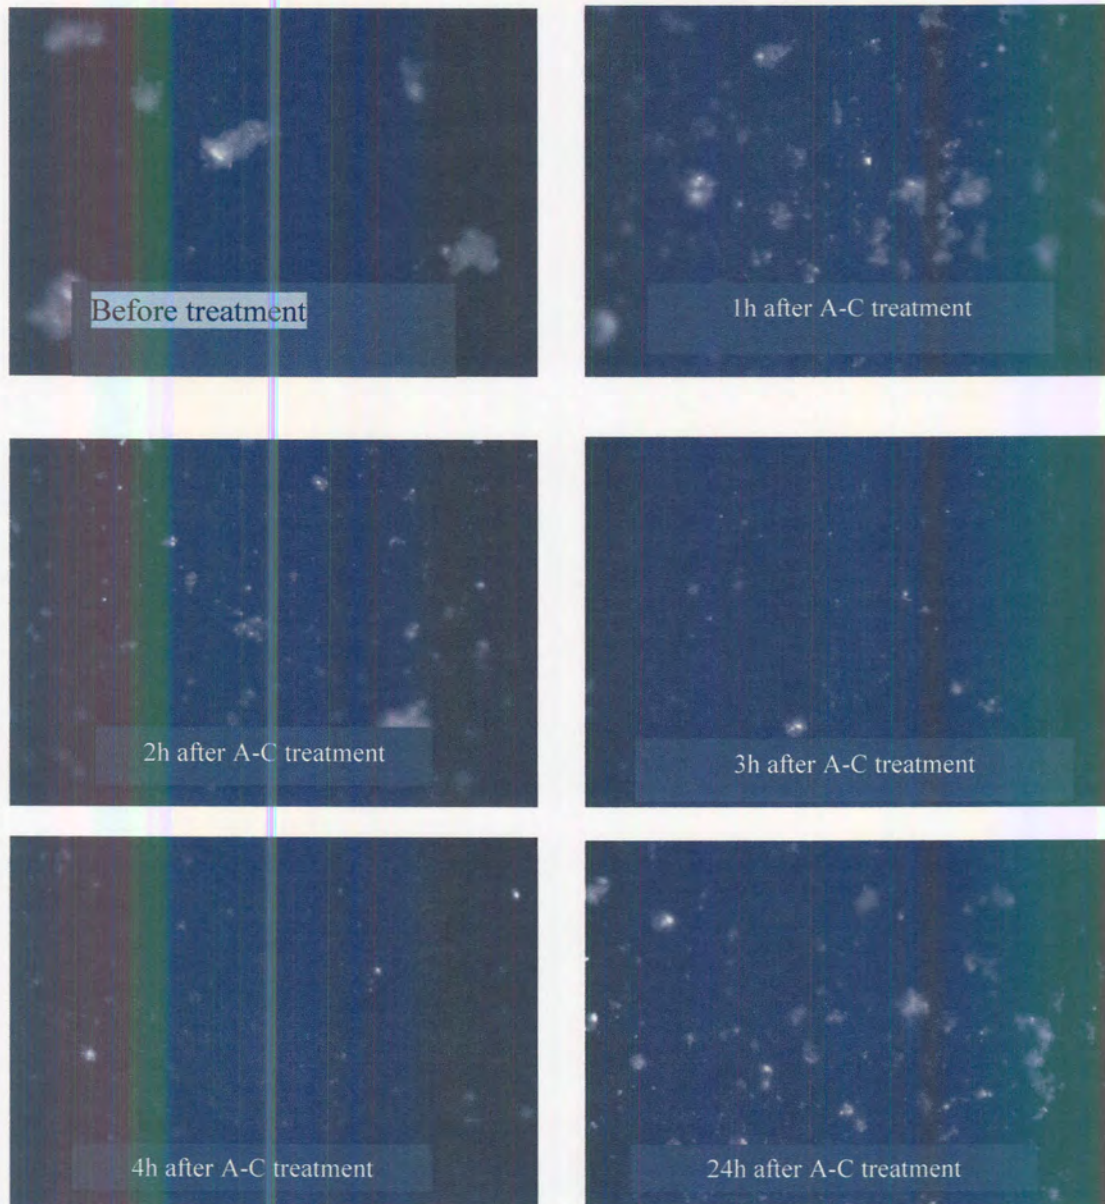 Before treatment
1h after A-C treatment
2h after A-C treatment
3h after A-C treatment
4h after A-C treatment
24h after A-C treatment